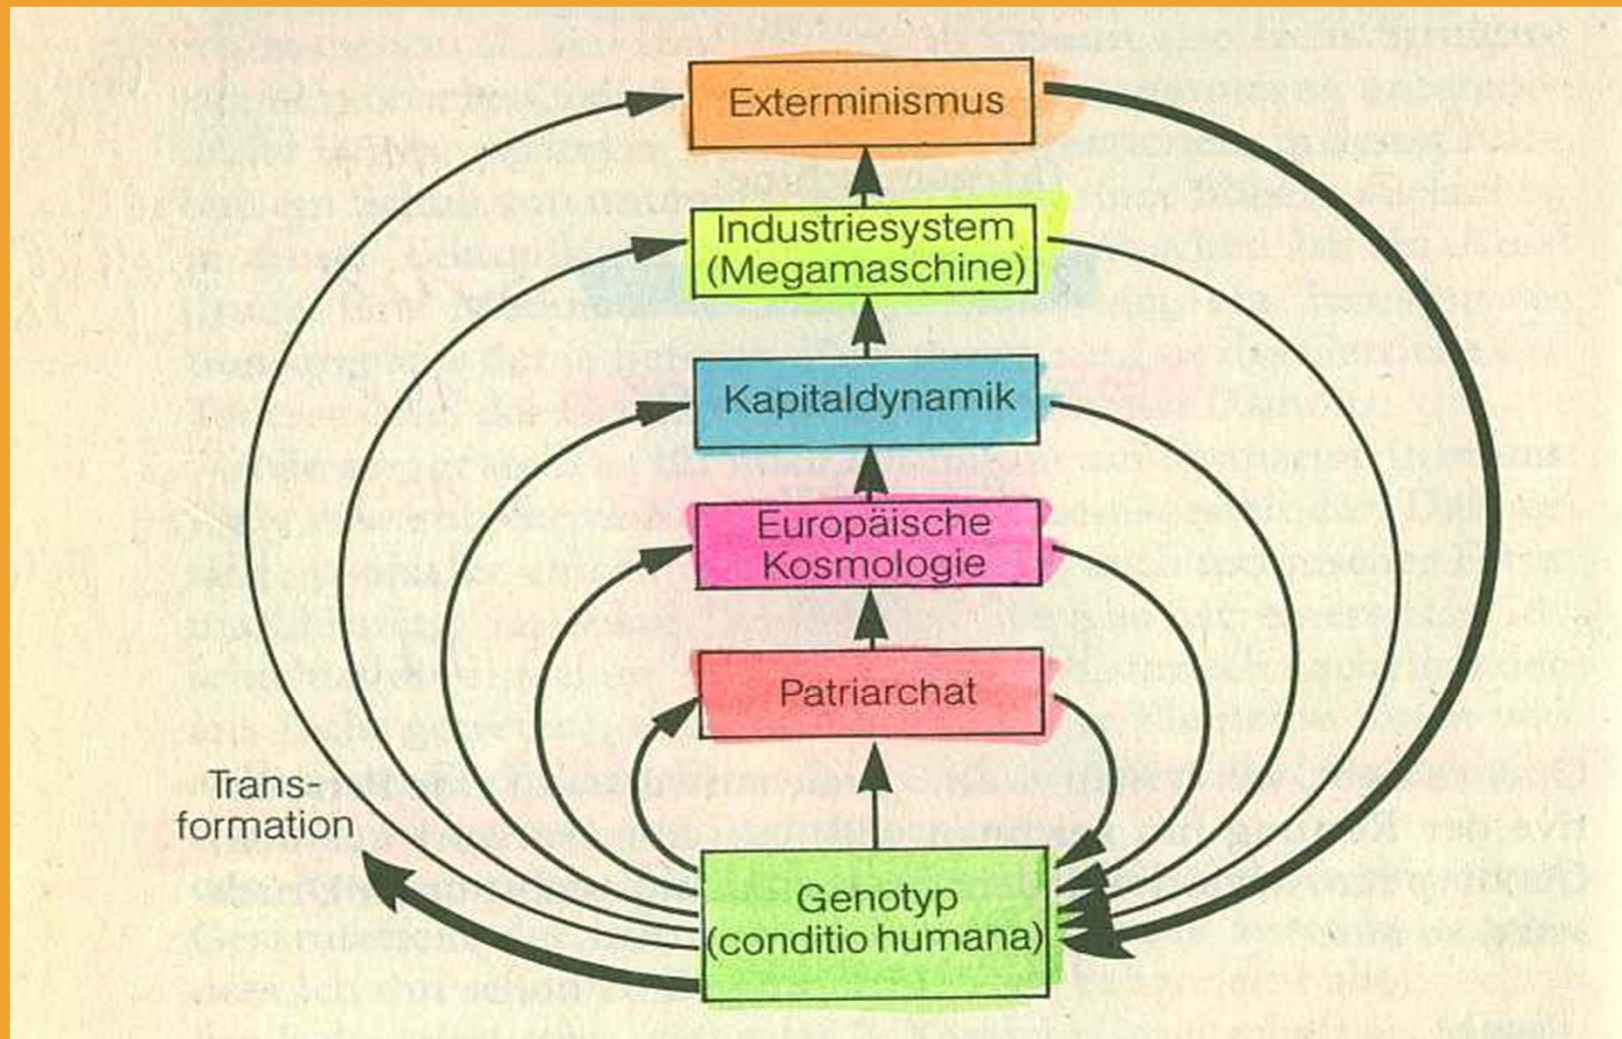 Exterminismus
Industriesystem
(Megamaschine)
Kapitaldynamik
Europäische
Kosmologie
Patriarchat
Trans-
formation
Genotyp
(conditio humana)